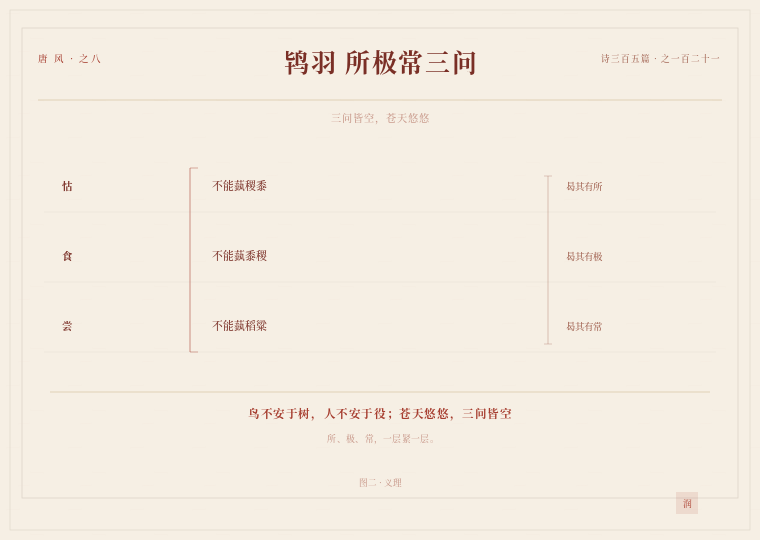 唐 风 · 之八
鸨羽 所极常三问
诗三百五篇 · 之一百二十一
三问皆空，苍天悠悠
怙
不能蓺稷黍
曷其有所
食
不能蓺黍稷
曷其有极
尝
不能蓺稻粱
曷其有常
鸟不安于树，人不安于役；苍天悠悠，三问皆空
所、极、常，一层紧一层。
图二 · 义理
润